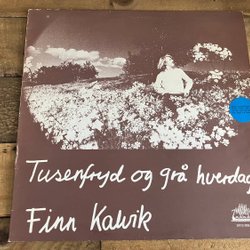 Tusenfryd og grå hverdag
Finn Kalvik